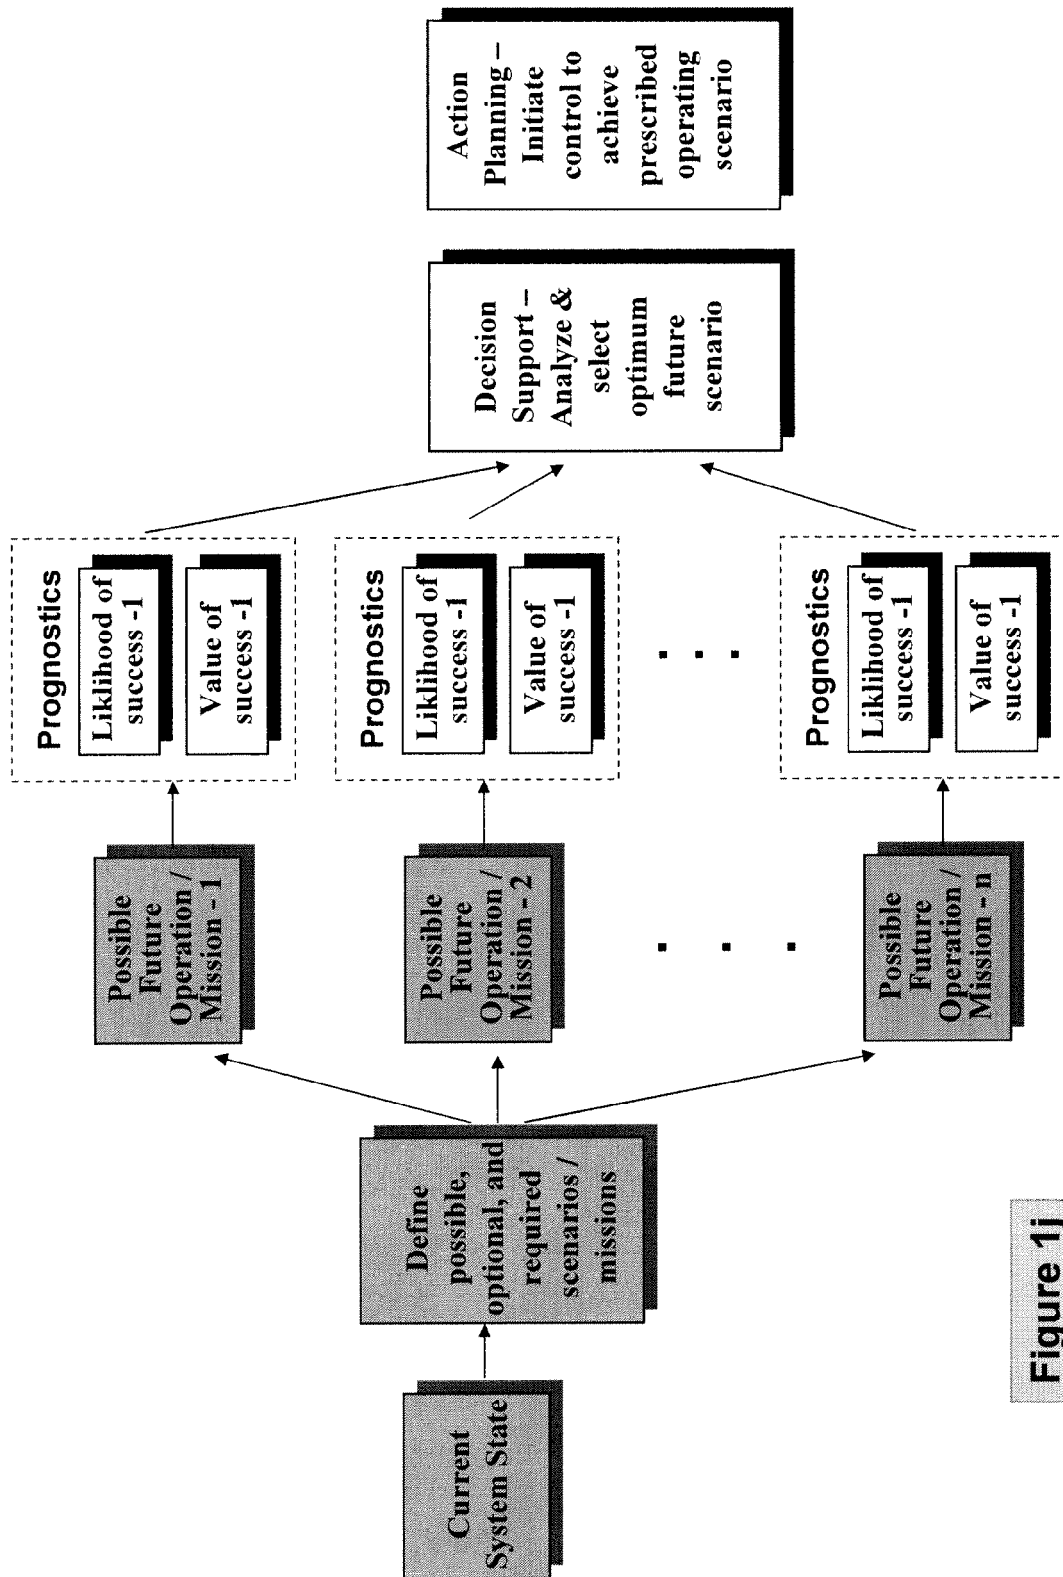 Current
System State
Define
possible,
optional, and
required
scenarios /
missions
Possible
Future
Operation /
Mission - 1
Possible
Future
Operation /
Mission - 2
. . .
Possible
Future
Operation /
Mission - n
Prognostics
Liklihood of
success -1
Value of
success -1
Prognostics
Liklihood of
success -1
Value of
success -1
. . .
Prognostics
Liklihood of
success -1
Value of
success -1
Decision
Support –
Analyze &
select
optimum
future
scenario
Action
Planning –
Initiate
control to
achieve
prescribed
operating
scenario
Figure 1j